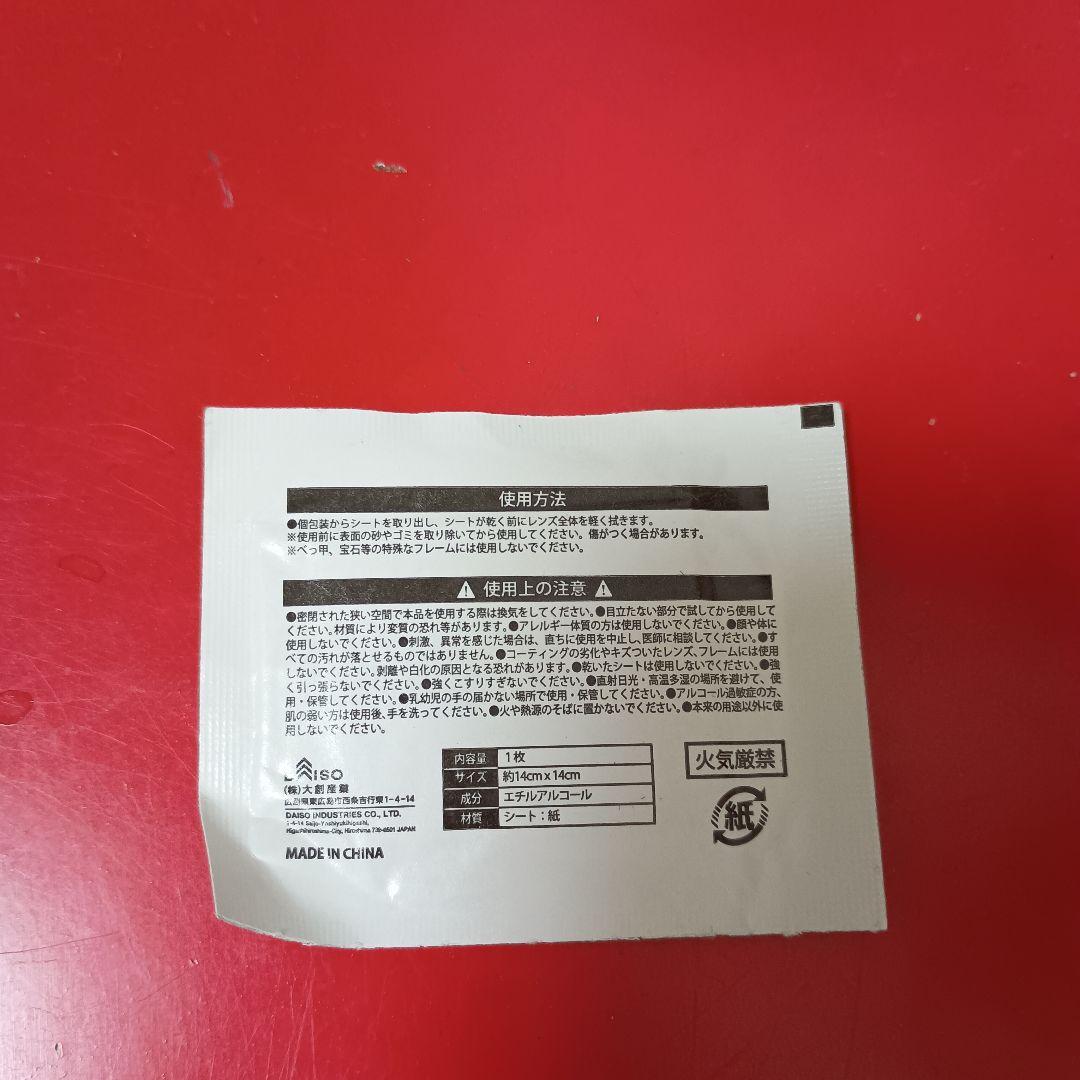 使用方法
●個包装からシートを取り出し、シートが乾く前にレンズ全体を軽く拭きます。
※使用前に表面の砂やゴミを取り除いてから使用してください。傷がつく場合があります。
※べっ甲、宝石等の特殊なフレームには使用しないでください。
使用上の注意
●密閉された狭い空間で本品を使用する際は換気をしてください。●目立たない部分で試してから使用して
ください。材質により変質の恐れ等があります。●アレルギー体質の方は使用しないでください。●顔や体に
使用しないでください。●刺激、異常を感じた場合は、直ちに使用を中止し、医師に相談してください。●す
べての汚れが落とせるものではありません。●コーティングの劣化やキズついたレンズ、フレームには使用
しないでください。剥離や白化の原因となる恐れがあります。●乾いたシートは使用しないでください。●強
く引っ張らないでください。●強くこすりすぎないでください。●直射日光・高温多湿の場所を避けて、使
用・保管してください。●乳幼児の手の届かない場所で使用・保管してください。●アルコール過敏症の方、
肌の弱い方は使用後、手を洗ってください。●火や熱源のそばに置かないでください。●本来の用途以外に使
用しないでください。
DAISO
(株)大創産業
広島県東広島市西条吉行東1-4-14
DAISO INDUSTRIES CO., LTD.
1-4-14 Saijo-Yoshiyukihigashi,
Higashihiroshima-City, Hiroshima 739-8501 JAPAN
MADE IN CHINA
内容量 1枚
サイズ 約14cm x 14cm
成分 エチルアルコール
材質 シート：紙
火気厳禁
紙